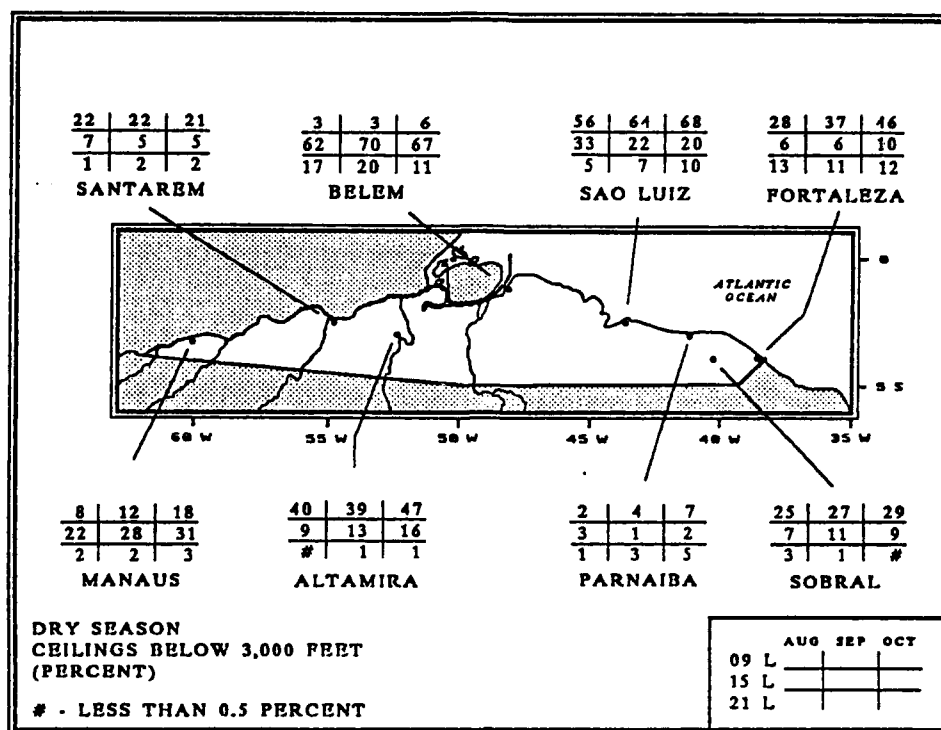 22 | 22 | 21
7 | 5 | 5
1 | 2 | 2
SANTAREM
3 | 3 | 6
62 | 70 | 67
17 | 20 | 11
BELEM
56 | 64 | 68
33 | 22 | 20
5 | 7 | 10
SAO LUIZ
28 | 37 | 46
6 | 6 | 10
13 | 11 | 12
FORTALEZA
ATLANTIC
OCEAN
0
5 S
60 W 55 W 50 W 45 W 40 W 35 W
8 | 12 | 18
22 | 28 | 31
2 | 2 | 3
MANAUS
40 | 39 | 47
9 | 13 | 16
# | 1 | 1
ALTAMIRA
2 | 4 | 7
3 | 1 | 2
1 | 3 | 5
PARNAIBA
25 | 27 | 29
7 | 11 | 9
3 | 1 | #
SOBRAL
DRY SEASON
CEILINGS BELOW 3,000 FEET
(PERCENT)
# - LESS THAN 0.5 PERCENT
AUG SEP OCT
09 L
15 L
21 L